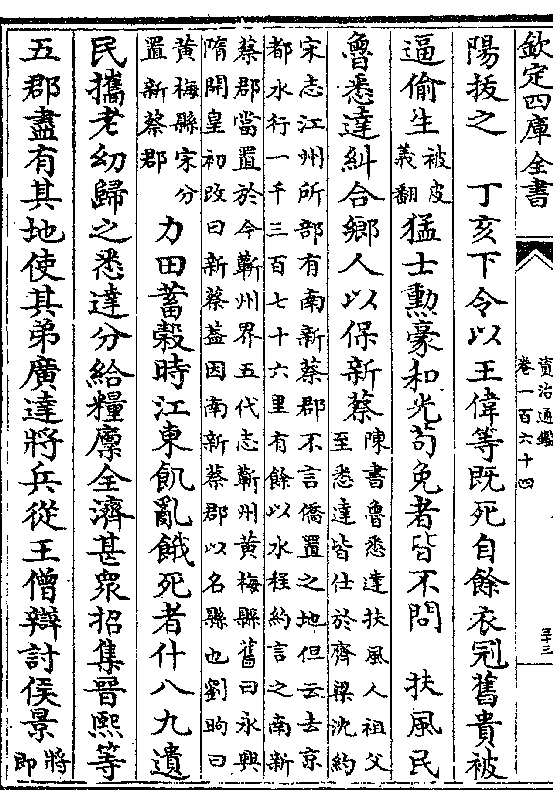 欽定四庫全書
資治通鑑
卷一百六十四
陽拔之 丁亥下令以王偉等既死自餘衣冠舊貴被
逼偷生
被皮
義翻
猛士勲豪和光苟免者皆不問 扶風民
魯悉達糾合鄉人以保新蔡
陳書魯悉達扶風人祖父
至悉達皆仕於齊梁沈約
宋志江州所部有南新蔡郡不言僑置之地但云去京
都水行一千三百七十六里有餘以水程約言之南新
蔡郡當置於今蘄州界五代志蘄州黄梅縣舊曰永興
隋開皇初改曰新蔡葢因南新蔡郡以名縣也劉昫曰
黄梅縣宋分
置新蔡郡
力田蓄榖時江東飢亂餓死者什八九遺
民攜老幼歸之悉達分給糧廪全濟甚衆招集晉熙等
五郡盡有其地使其弟廣達將兵從王僧辯討侯景
將
即